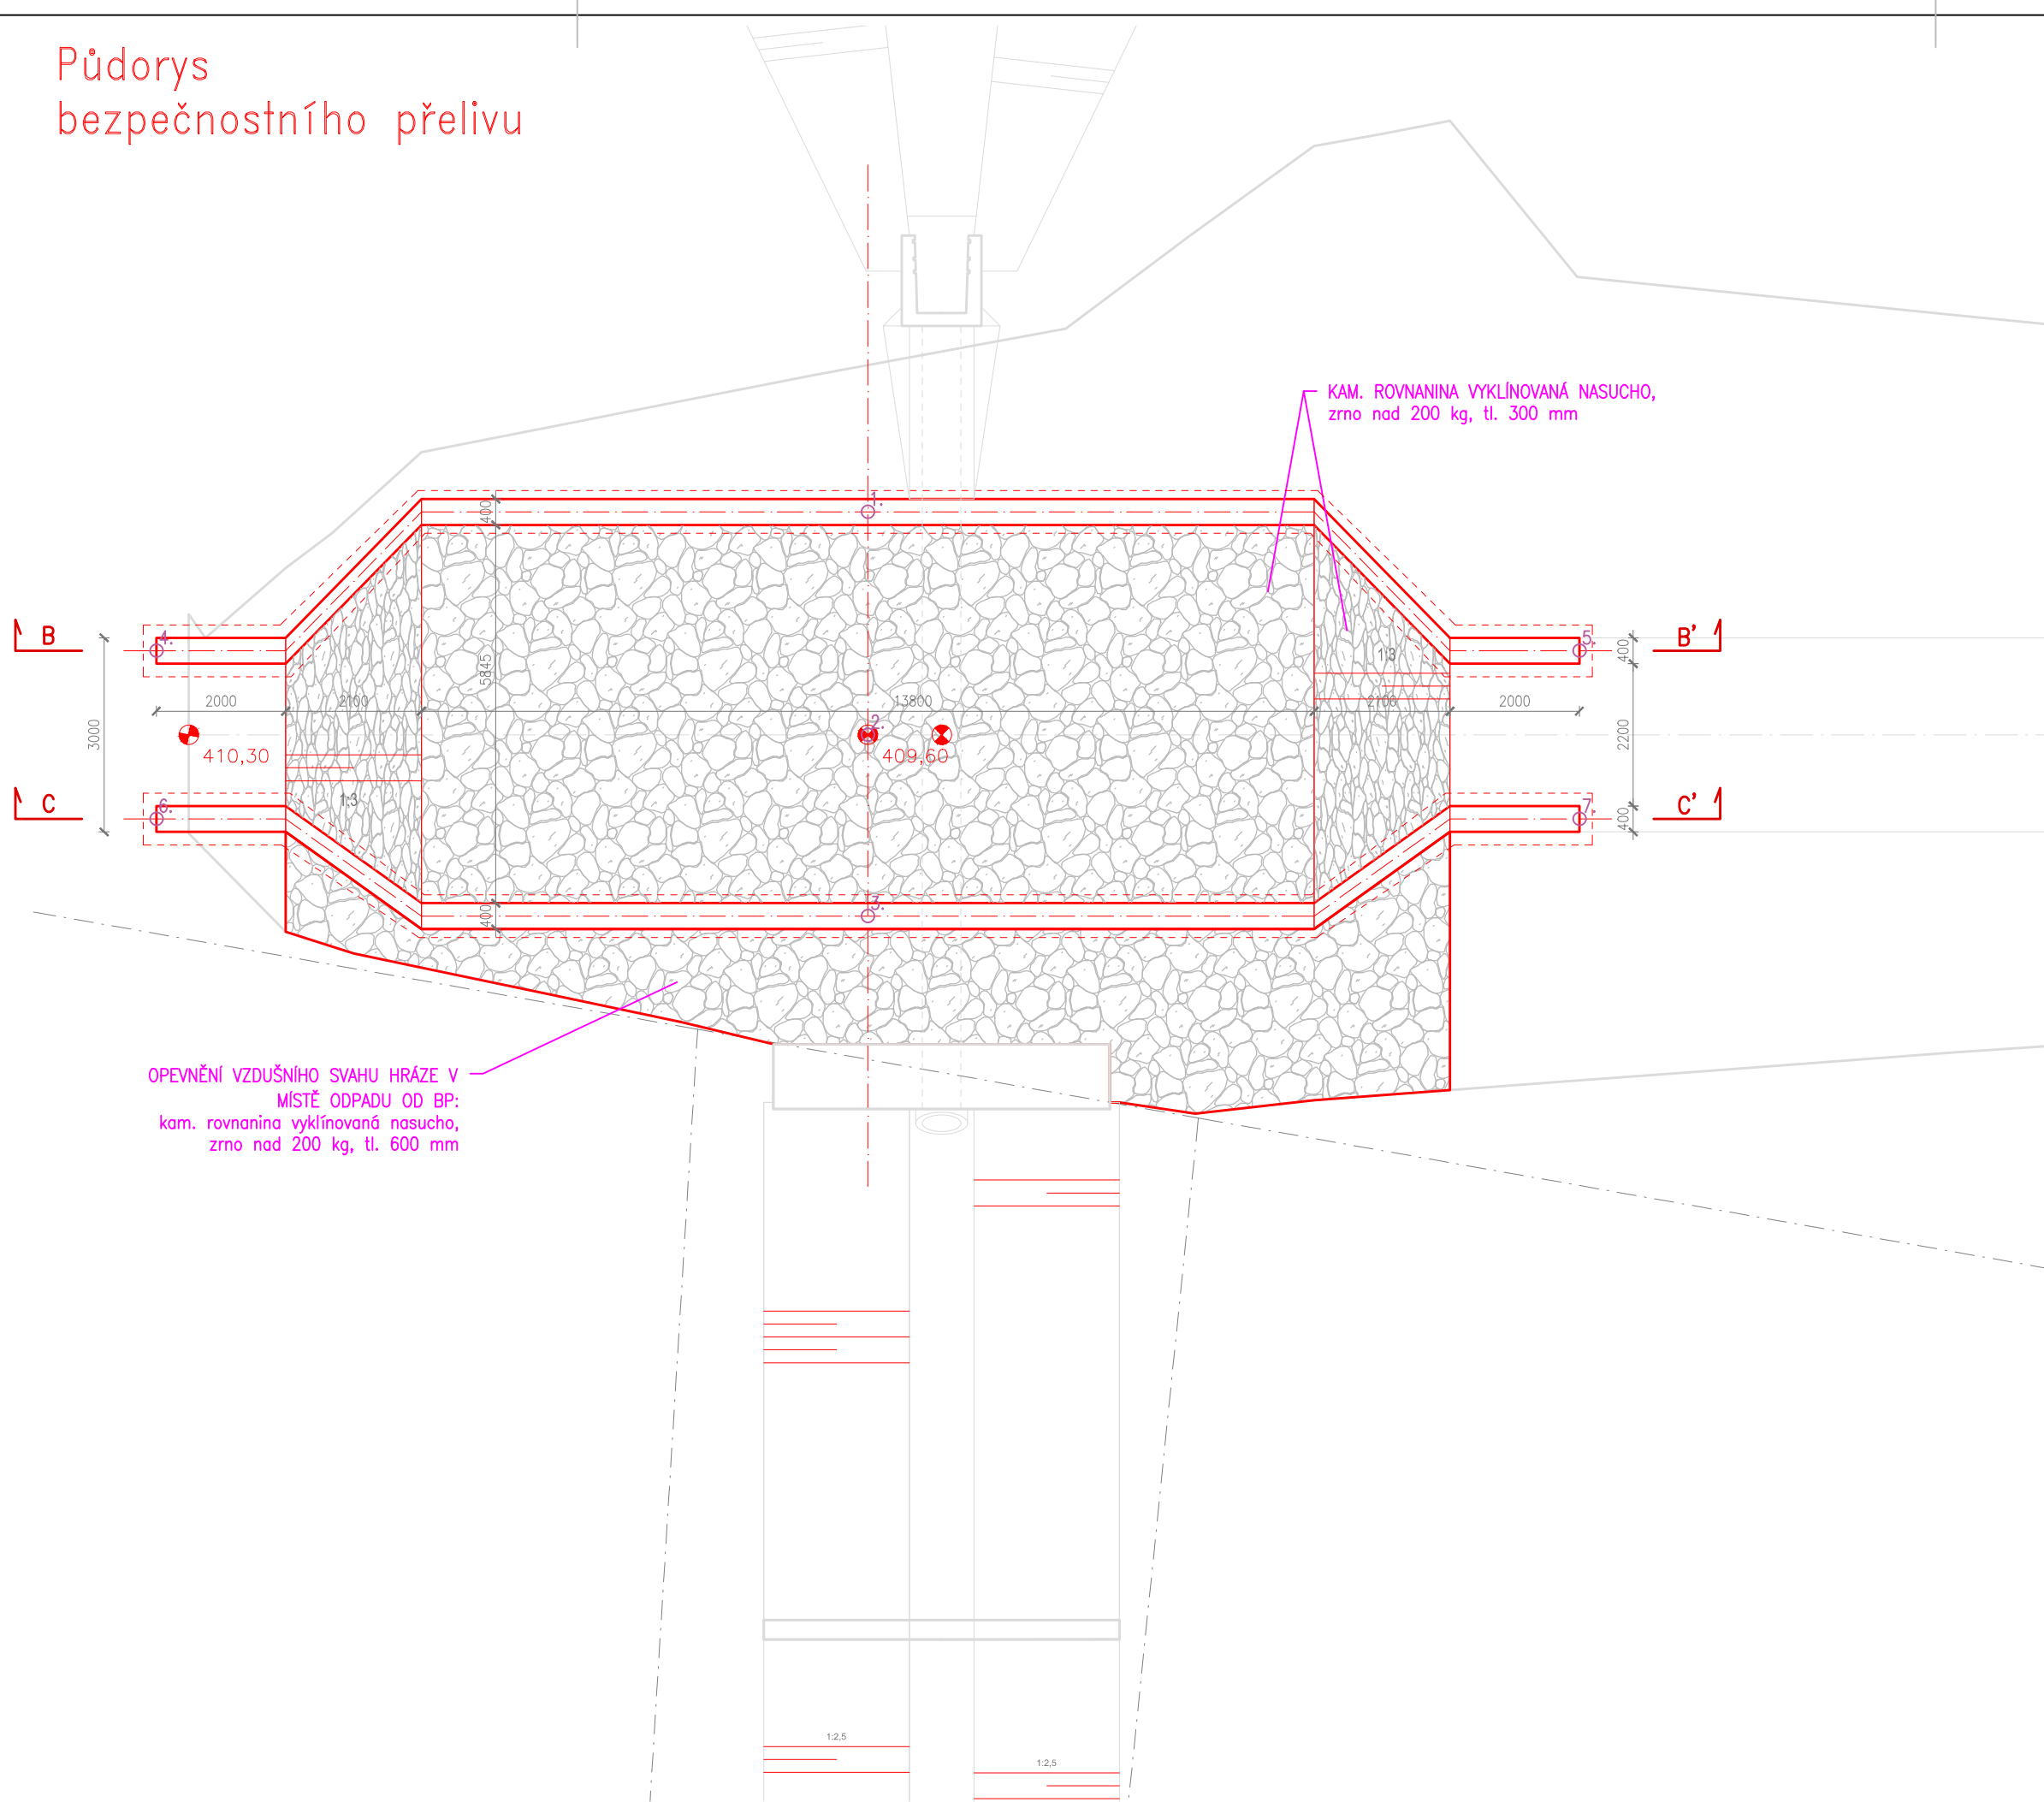 Půdorys
bezpečnostního přelivu
KAM. ROVNANINA VYKLÍNOVANÁ NASUCHO,
zrno nad 200 kg, tl. 300 mm
400
1.
B
4.
5.
B'
400
5845
1:3
2000
2100
13800
2100
2000
3000
2.
2200
410,30
409,60
C
6.
1:3
7.
C'
400
400
3.
OPEVNĚNÍ VZDUŠNÍHO SVAHU HRÁZE V
MÍSTĚ ODPADU OD BP:
kam. rovnanina vyklínovaná nasucho,
zrno nad 200 kg, tl. 600 mm
1:2,5
1:2,5